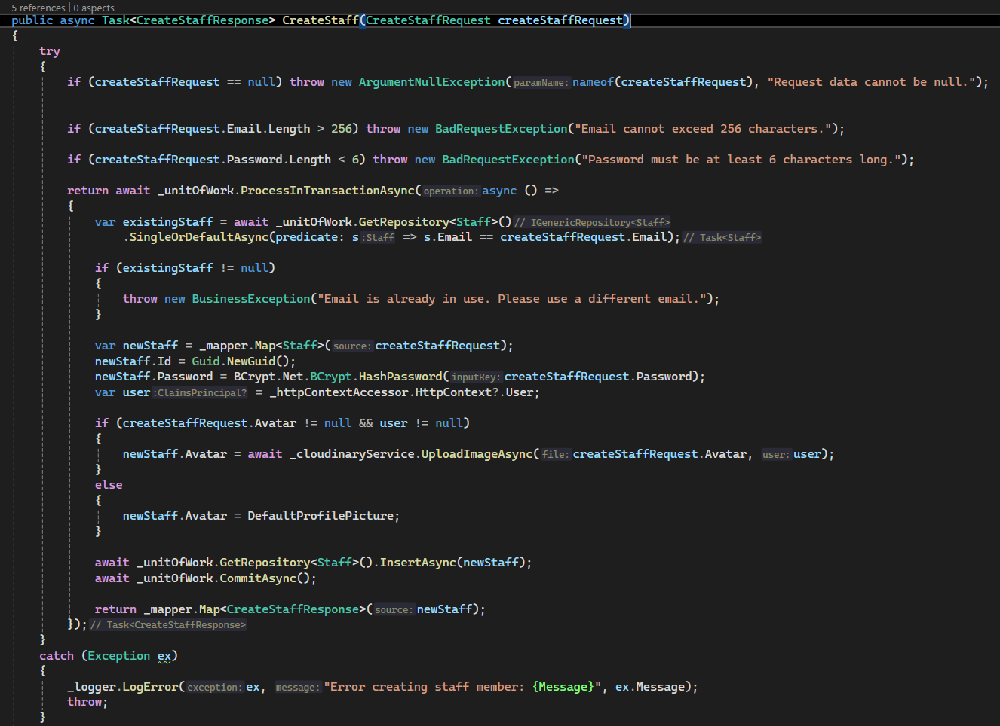 5 references | 0 aspects
public async Task<CreateStaffResponse> CreateStaff(CreateStaffRequest createStaffRequest)
{
try
{
if (createStaffRequest == null) throw new ArgumentNullException(paramName: nameof(createStaffRequest), "Request data cannot be null.");
if (createStaffRequest.Email.Length > 256) throw new BadRequestException("Email cannot exceed 256 characters.");
if (createStaffRequest.Password.Length < 6) throw new BadRequestException("Password must be at least 6 characters long.");
return await _unitOfWork.ProcessInTransactionAsync(operation: async () =>
{
var existingStaff = await _unitOfWork.GetRepository<Staff>() // IGenericRepository<Staff>
.SingleOrDefaultAsync(predicate: s :Staff => s.Email == createStaffRequest.Email); // Task<Staff>
if (existingStaff != null)
{
throw new BusinessException("Email is already in use. Please use a different email.");
}
var newStaff = _mapper.Map<Staff>(source: createStaffRequest);
newStaff.Id = Guid.NewGuid();
newStaff.Password = BCrypt.Net.BCrypt.HashPassword(inputKey: createStaffRequest.Password);
var user :ClaimsPrincipal? = _httpContextAccessor.HttpContext?.User;
if (createStaffRequest.Avatar != null && user != null)
{
newStaff.Avatar = await _cloudinaryService.UploadImageAsync(file: createStaffRequest.Avatar, user: user);
}
else
{
newStaff.Avatar = DefaultProfilePicture;
}
await _unitOfWork.GetRepository<Staff>().InsertAsync(newStaff);
await _unitOfWork.CommitAsync();
return _mapper.Map<CreateStaffResponse>(source: newStaff);
}); // Task<CreateStaffResponse>
}
catch (Exception ex)
{
_logger.LogError(exception: ex, message: "Error creating staff member: {Message}", ex.Message);
throw;
}